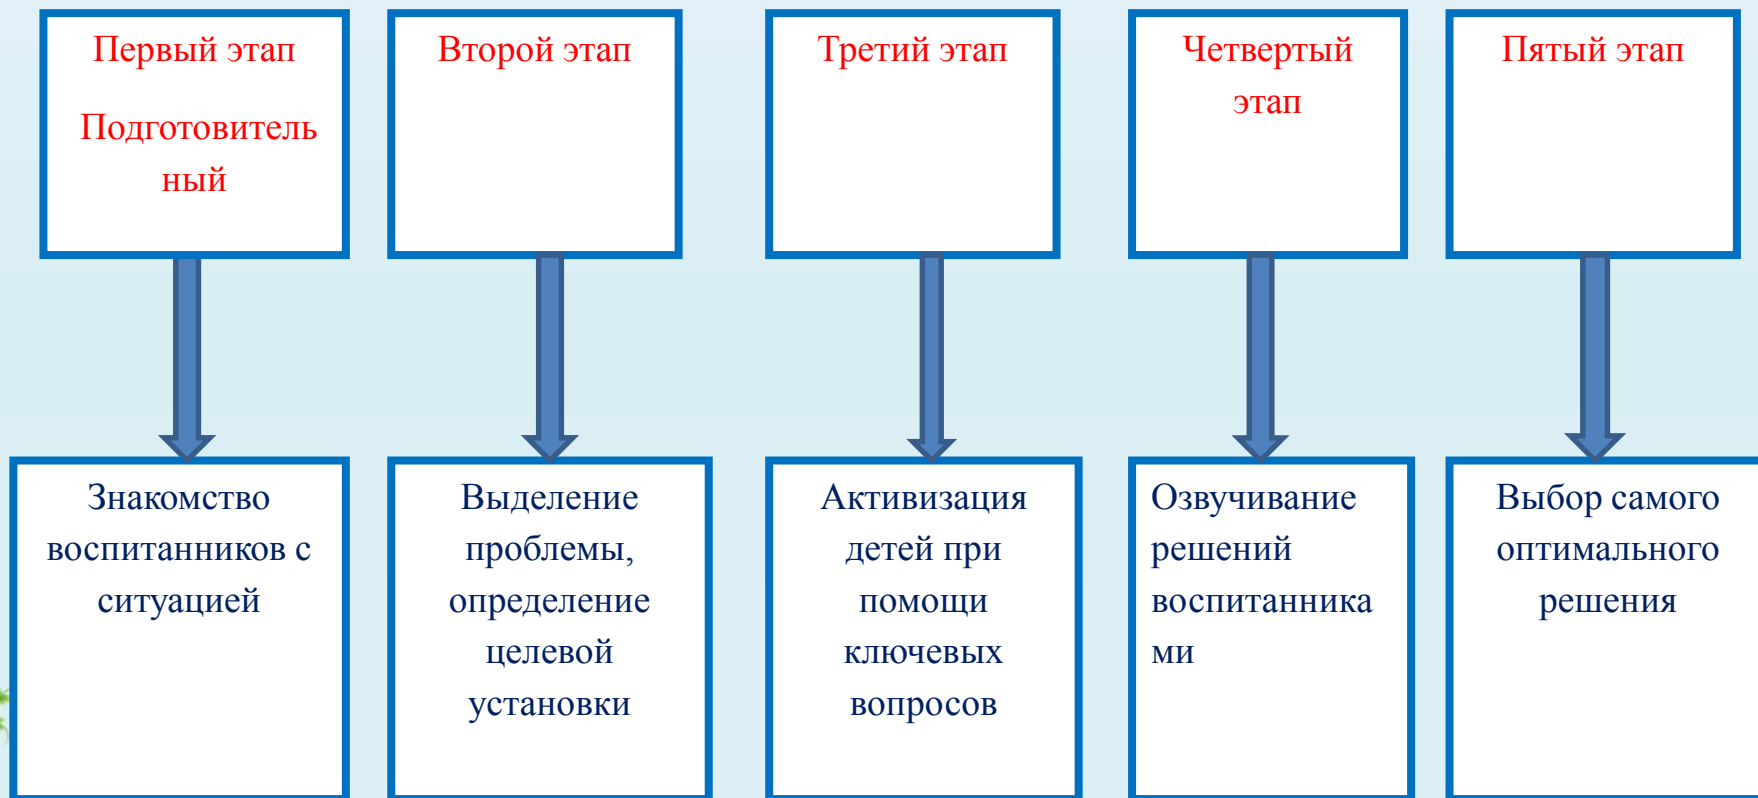 Первый этап
Подготовитель
ный
Второй этап
Третий этап
Четвертый
этап
Пятый этап
Знакомство
воспитанников с
ситуацией
Выделение
проблемы,
определение
целевой
установки
Активизация
детей при
помощи
ключевых
вопросов
Озвучивание
решений
воспитанника
ми
Выбор самого
оптимального
решения